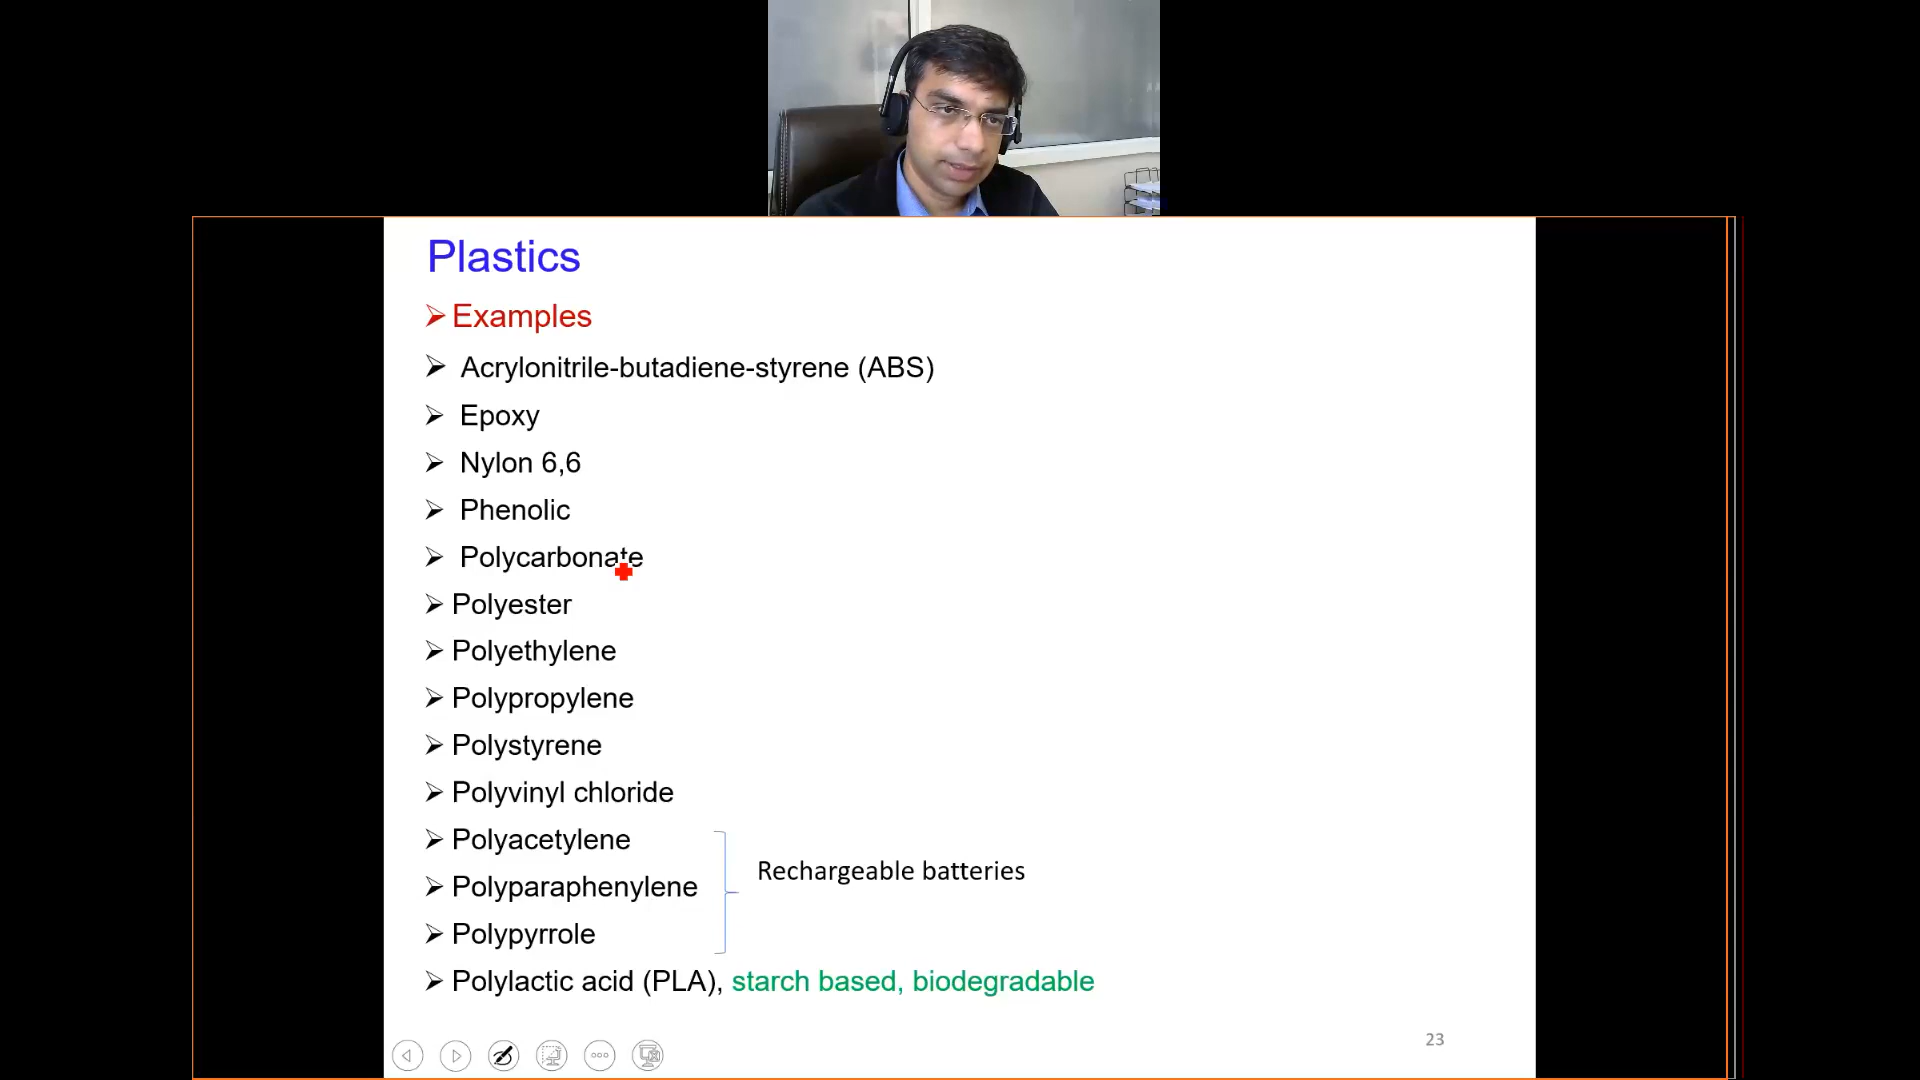 Plastics
Examples
Acrylonitrile-butadiene-styrene (ABS)
Epoxy
Nylon 6,6
Phenolic
Polycarbonate
Polyester
Polyethylene
Polypropylene
Polystyrene
Polyvinyl chloride
Polyacetylene
Rechargeable batteries
Polyparaphenylene
Polypyrrole
Polylactic acid (PLA), starch based, biodegradable
23